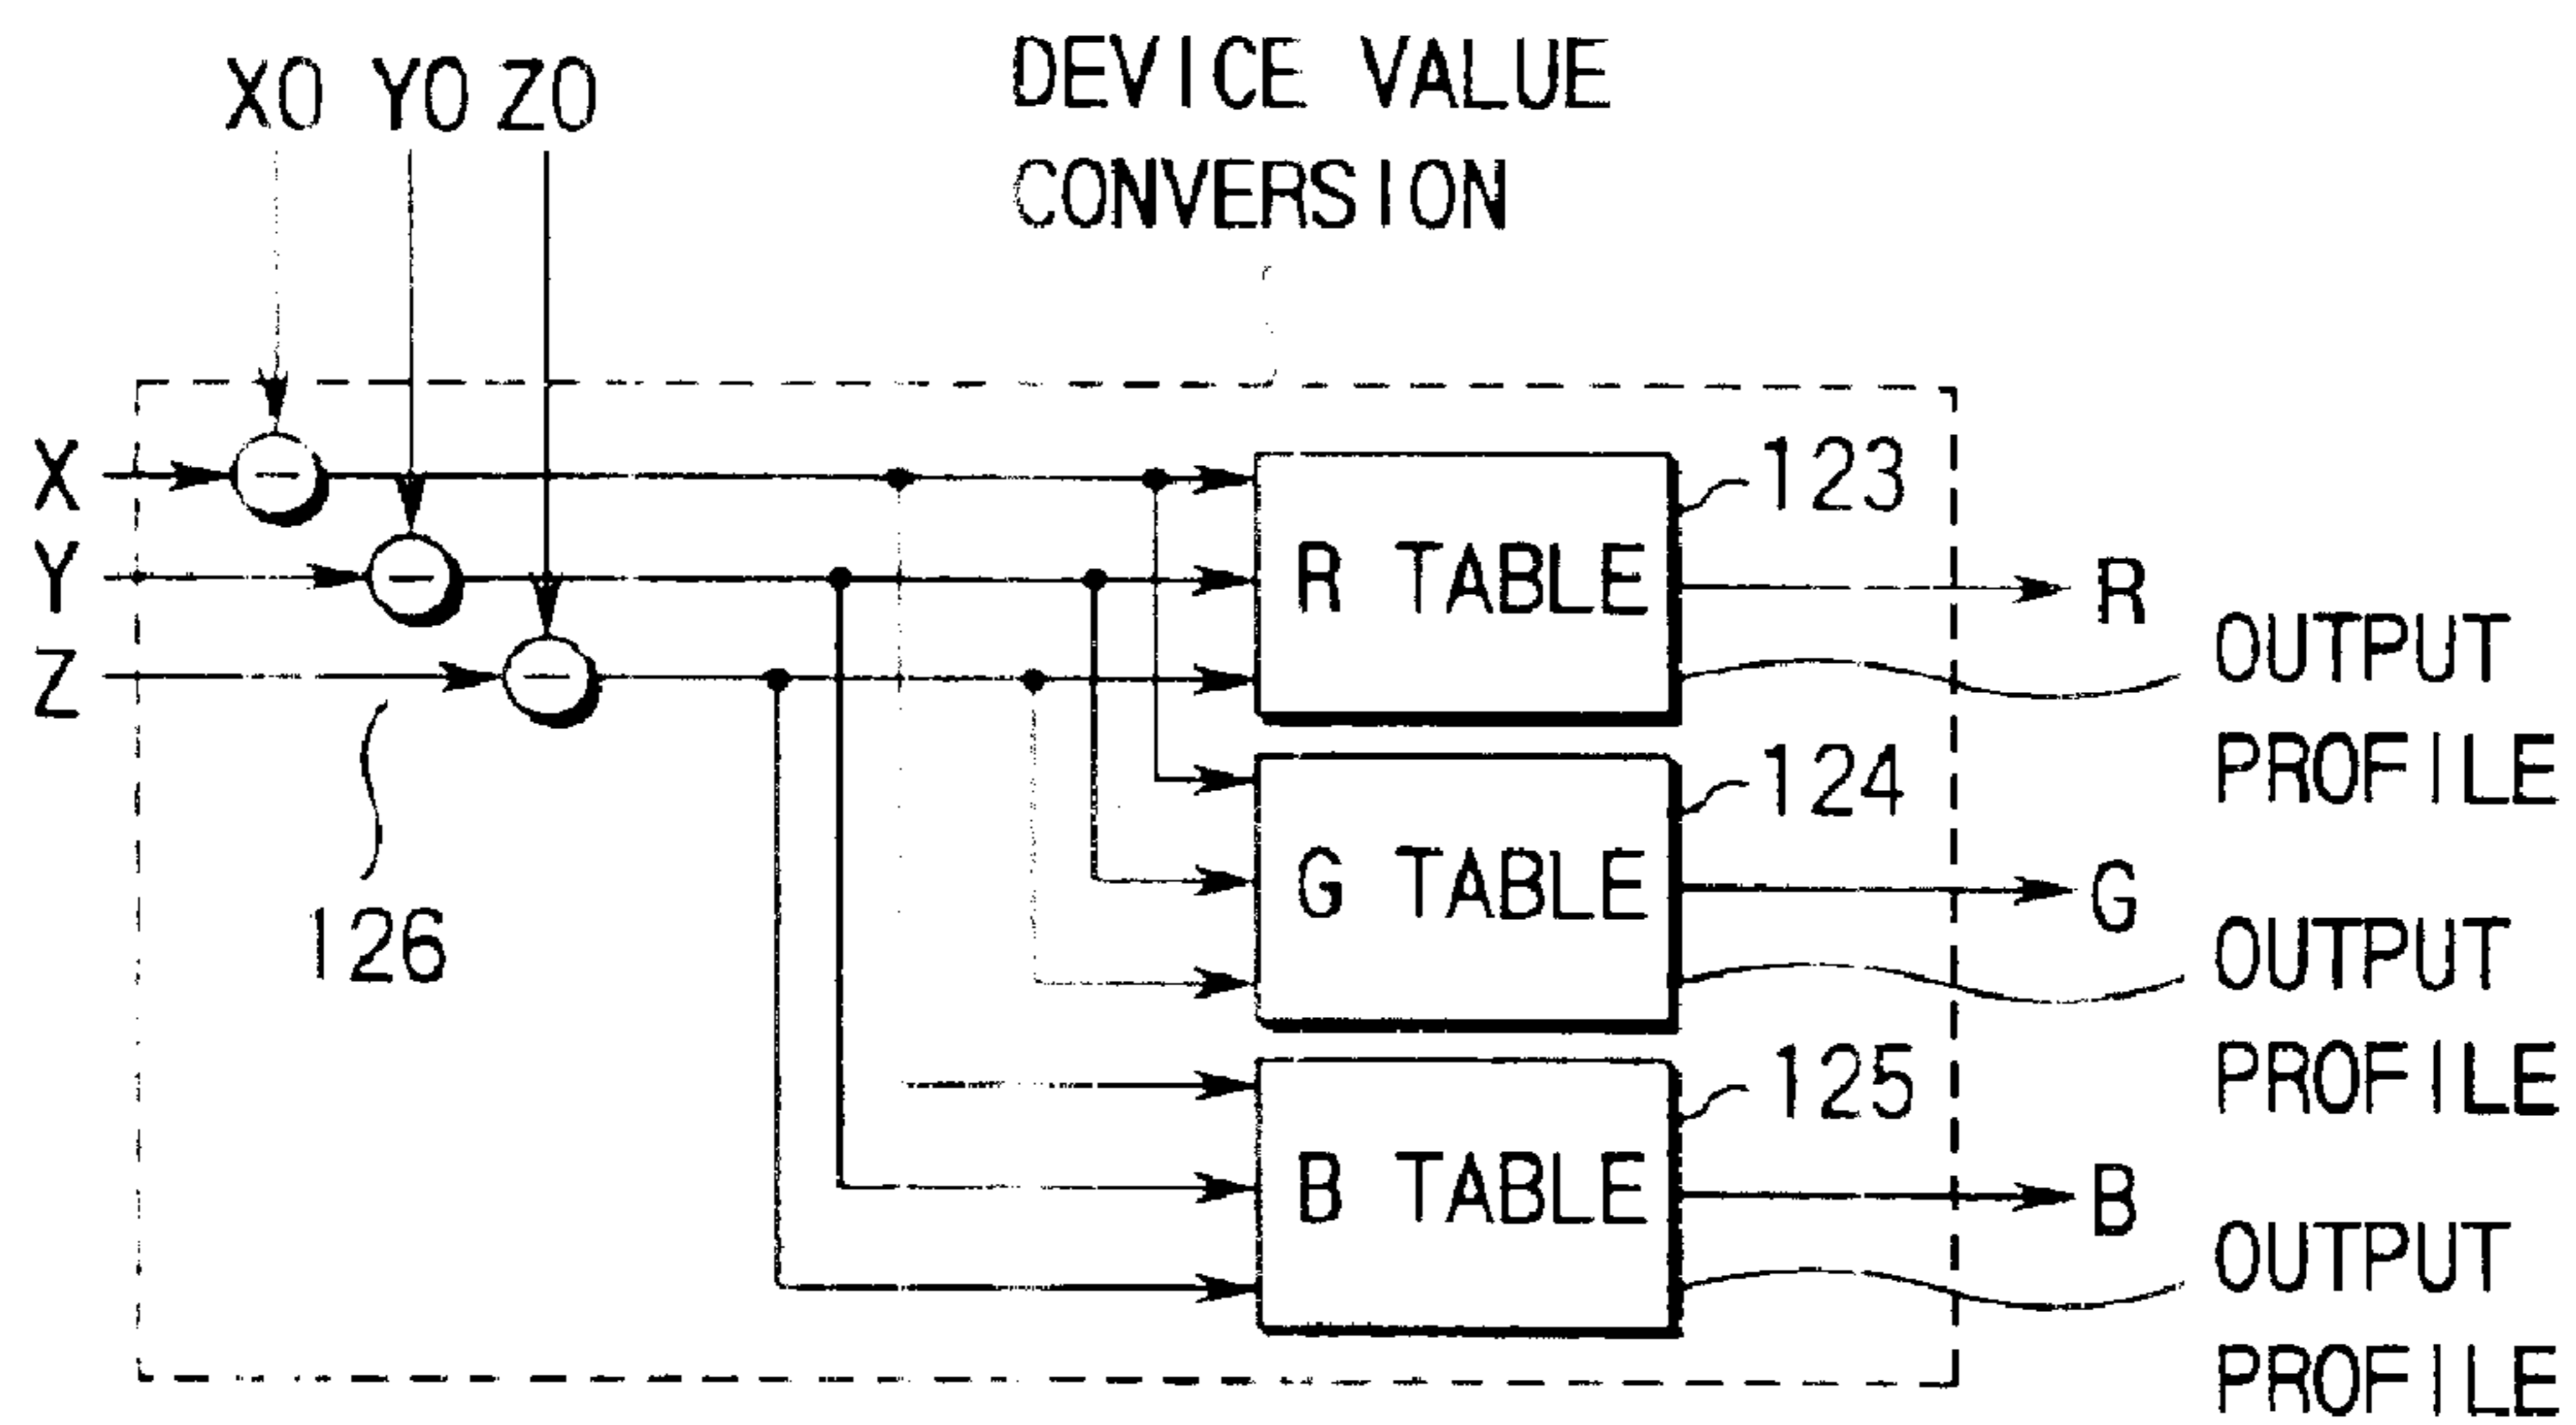 X0 Y0 Z0
DEVICE VALUE
CONVERSION
X
Y
Z
126
R TABLE
123
R
OUTPUT
PROFILE
G TABLE
124
G
OUTPUT
PROFILE
B TABLE
125
B
OUTPUT
PROFILE